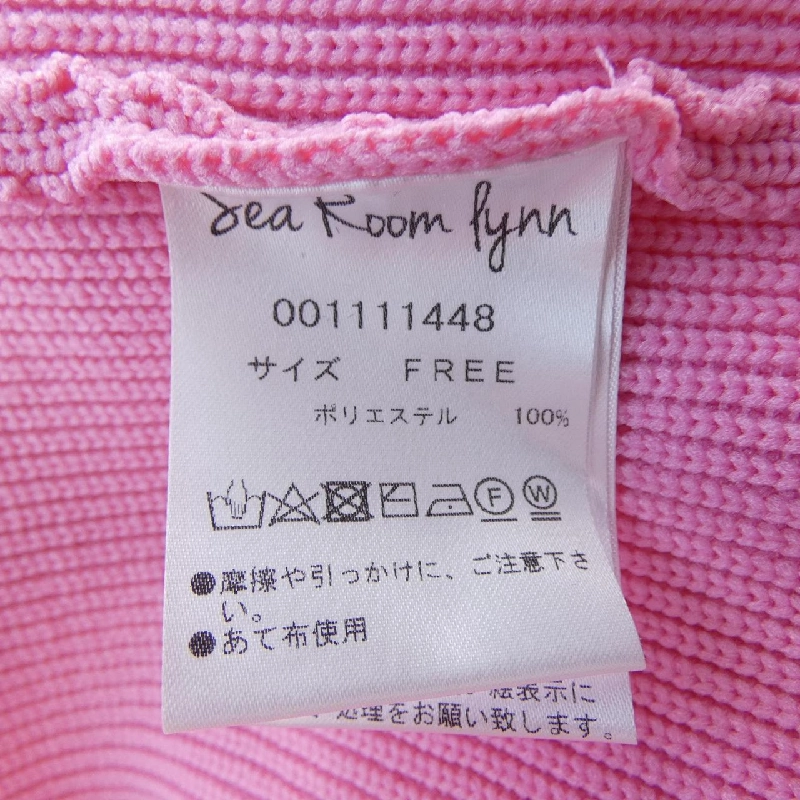 Sea Room lynn
001111448
サイズ FREE
ポリエステル 100%
F W
●摩擦や引っかけに、ご注意下さ
い。
●あて布使用
絵表示に
処理をお願い致します。